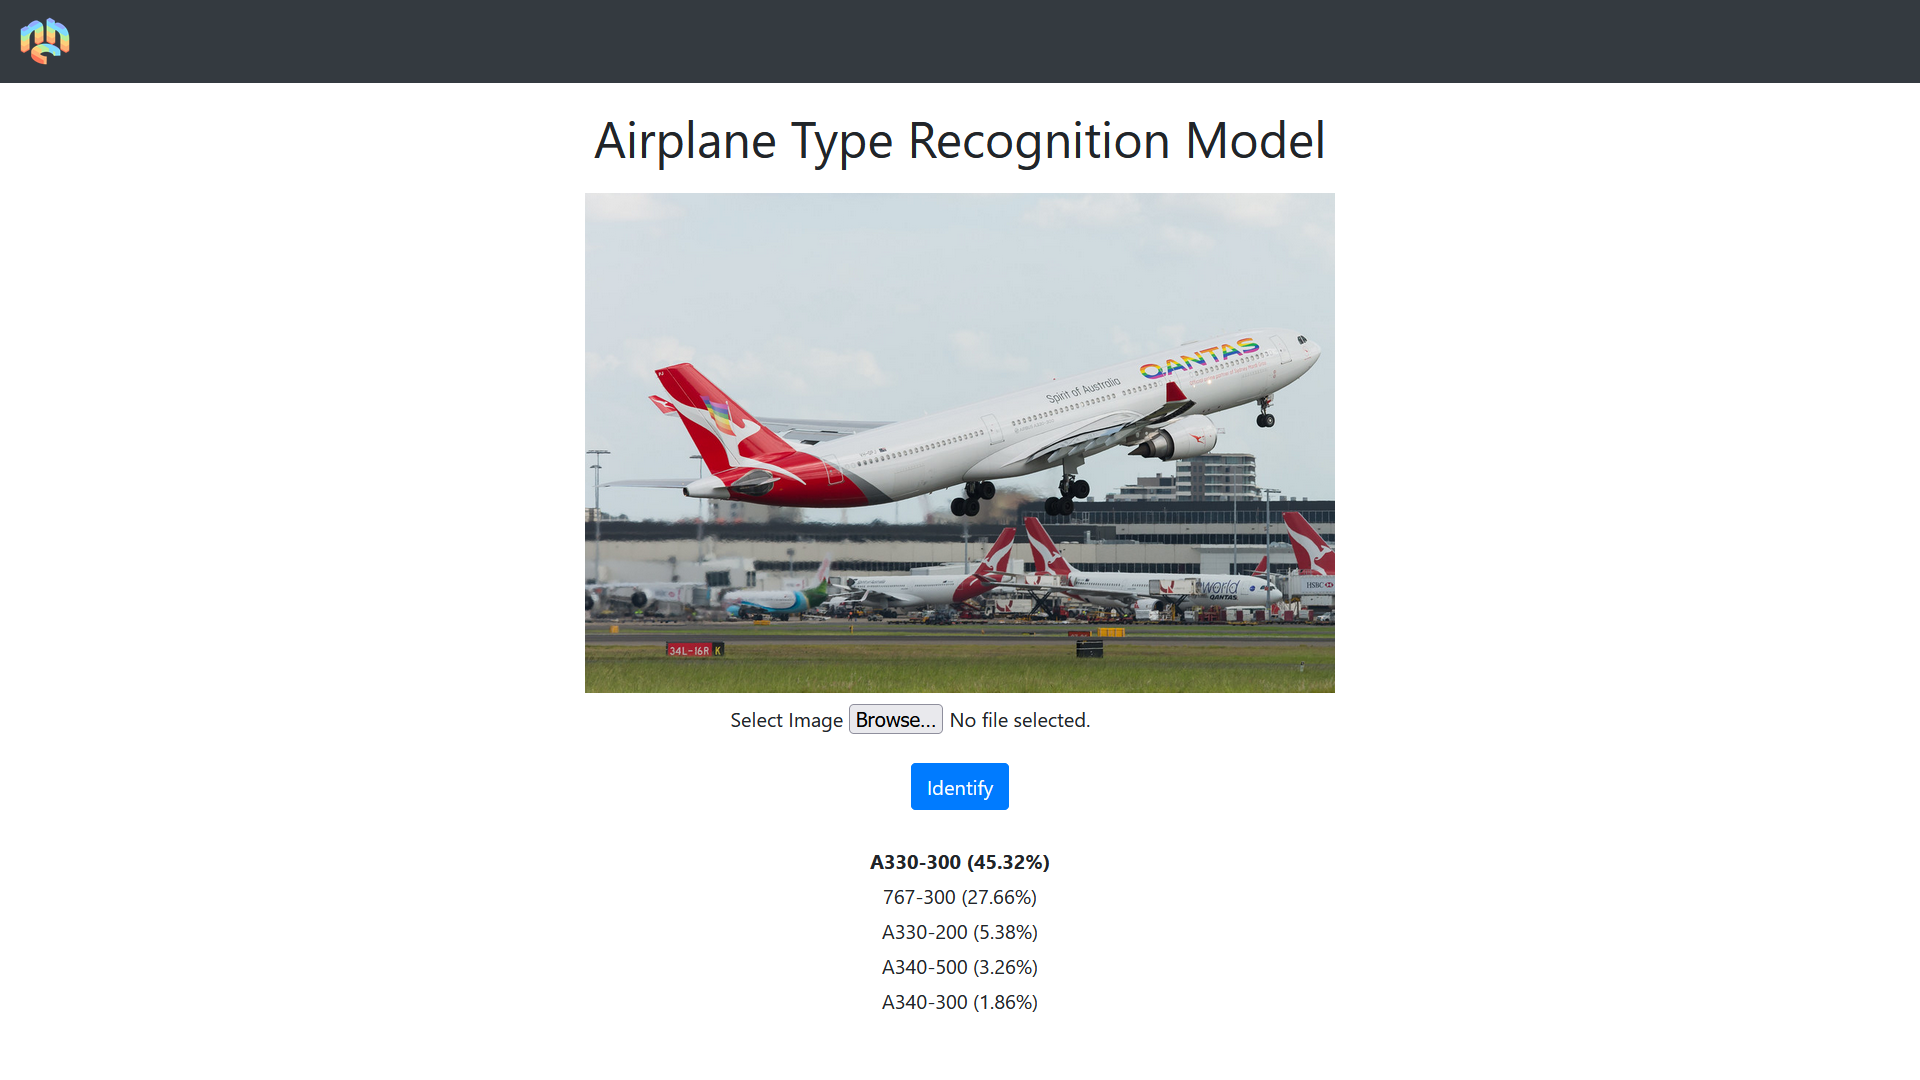 Airplane Type Recognition Model
QANTAS
Spirit of Australia
world
QANTAS
HSBC
34L-16R K
Select Image Browse... No file selected.
Identify
A330-300 (45.32%)
767-300 (27.66%)
A330-200 (5.38%)
A340-500 (3.26%)
A340-300 (1.86%)